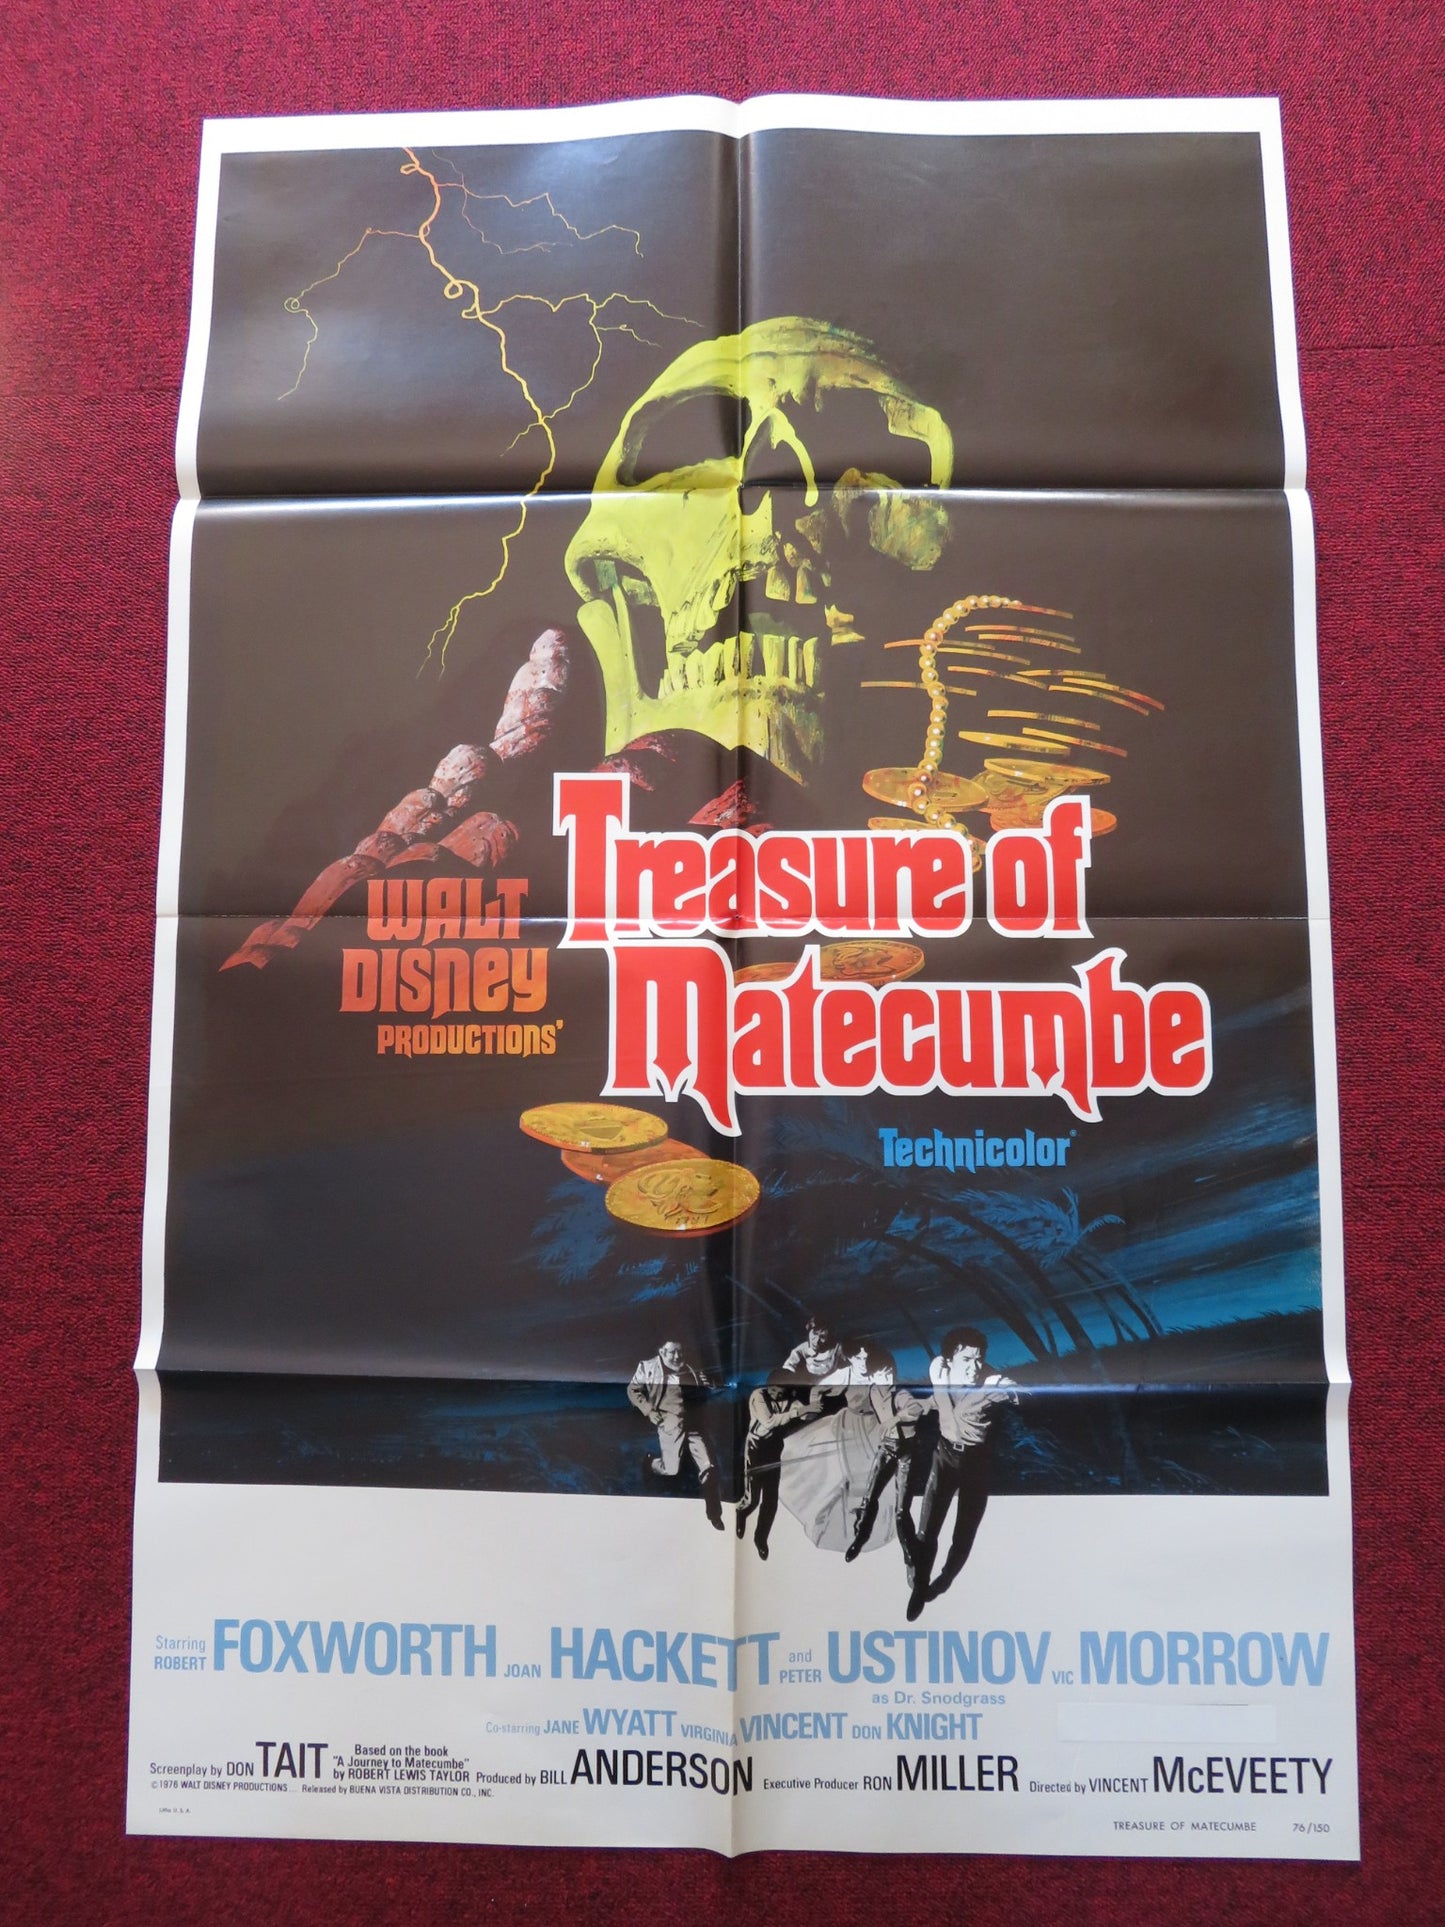 WALT
DISNEY
PRODUCTIONS'
Treasure of
Matecumbe
Technicolor®
Starring ROBERT FOXWORTH JOAN HACKETT and PETER USTINOV VIC MORROW
as Dr. Snodgrass
Co-starring JANE WYATT VIRGINIA VINCENT DON KNIGHT
Screenplay by DON TAIT Based on the book "A Journey to Matecumbe" by ROBERT LEWIS TAYLOR Produced by BILL ANDERSON Executive Producer RON MILLER Directed by VINCENT McEVEETY
© 1976 WALT DISNEY PRODUCTIONS... Released by BUENA VISTA DISTRIBUTION CO., INC.
Litho U.S.A.
TREASURE OF MATECUMBE 76/150